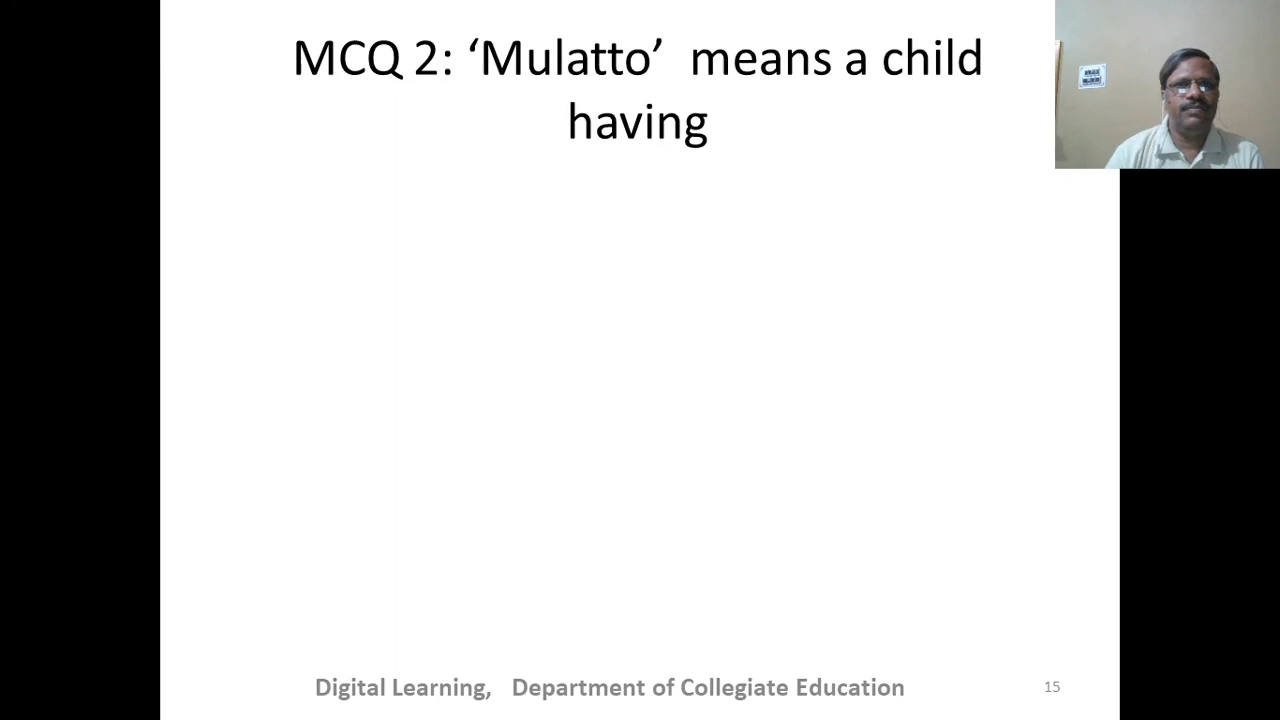 MCQ 2: ‘Mulatto’ means a child
having
Digital Learning, Department of Collegiate Education
15